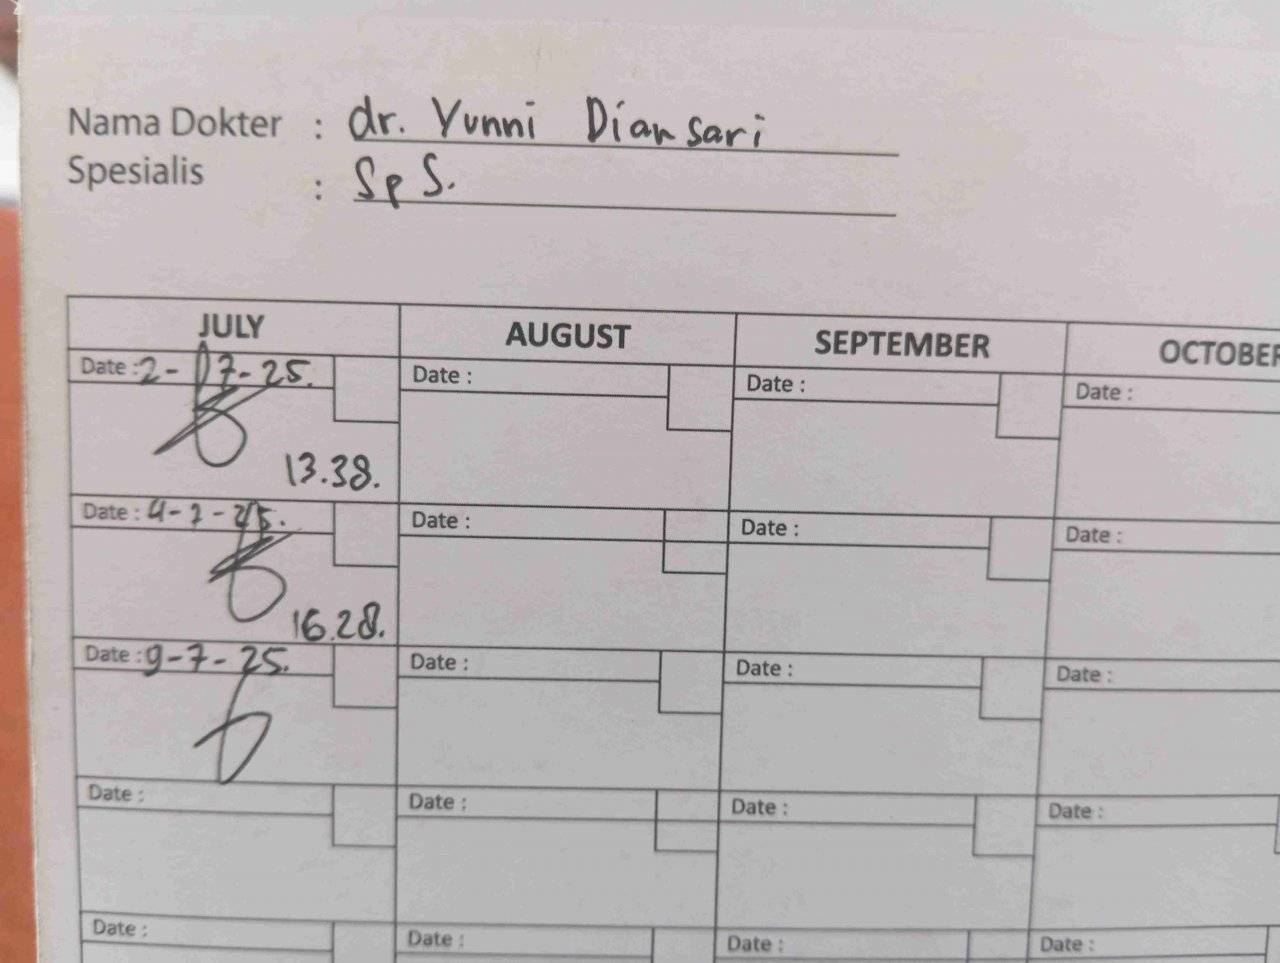 Nama Dokter : dr. Yunni Diansari
Spesialis : Sp S.
JULY AUGUST SEPTEMBER OCTOBER
Date : 2-07-25. Date : Date : Date :
13.38.
Date : 4-7-25. Date : Date : Date :
16.28.
Date : 9-7-25. Date : Date : Date :
Date : Date : Date : Date :
Date : Date : Date : Date :